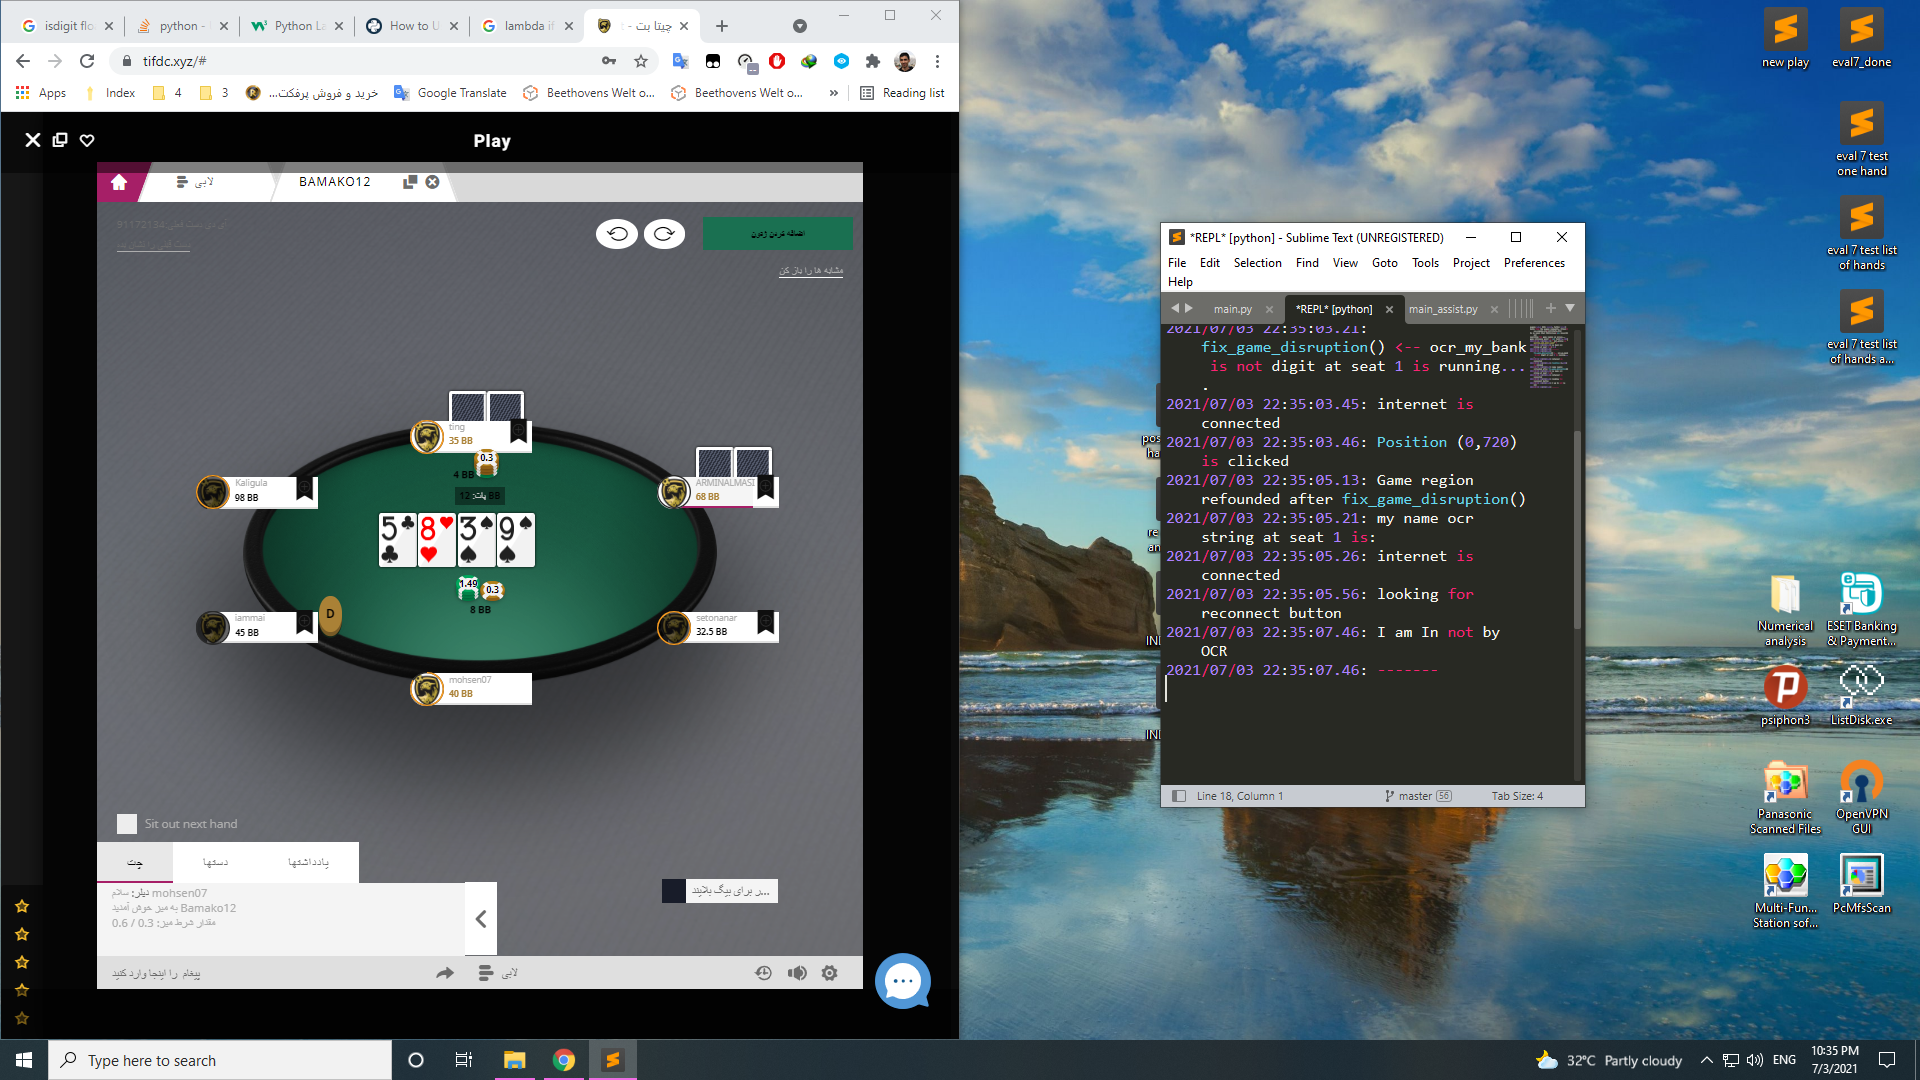 isdigit flo
python -
Python La
How to U
lambda if
چیتا بت
tifdc.xyz/#
Apps
Index
4
3
خرید و فروش پرفکت...
Google Translate
Beethovens Welt o...
Beethovens Welt o...
»
Reading list
Play
لابی
BAMAKO12
91172134
اضافه کردن ژتون
مشابه ها را باز کن
ting
35 BB
0.3
4 BB
Kaligula
98 BB
ARMINALMASI
68 BB
پات: 12 BB
5 8 3 9
1.49
0.3
8 BB
D
iammai
45 BB
setonanar
32.5 BB
mohsen07
40 BB
Sit out next hand
چت
دستها
یادداشتها
دیلر: سلام mohsen07
به میز خوش آمدید Bamako12
مقدار شرط میز: 0.3 / 0.6
...ر برای بیگ بلایند
پیغام را اینجا وارد کنید
لابی
*REPL* [python] - Sublime Text (UNREGISTERED)
File Edit Selection Find View Goto Tools Project Preferences
Help
main.py
*REPL* [python]
main_assist.py
2021/07/03 22:35:03.21:
fix_game_disruption() <-- ocr_my_bank
is not digit at seat 1 is running...
.
2021/07/03 22:35:03.45: internet is
connected
2021/07/03 22:35:03.46: Position (0,720)
is clicked
2021/07/03 22:35:05.13: Game region
refounded after fix_game_disruption()
2021/07/03 22:35:05.21: my name ocr
string at seat 1 is:
2021/07/03 22:35:05.26: internet is
connected
2021/07/03 22:35:05.56: looking for
reconnect button
2021/07/03 22:35:07.46: I am In not by
OCR
2021/07/03 22:35:07.46: -------
Line 18, Column 1
master 56
Tab Size: 4
new play
eval7_done
eval 7 test
one hand
eval 7 test list
of hands
eval 7 test list
of hands a...
Numerical
analysis
ESET Banking
& Payment...
psiphon3
ListDisk.exe
Panasonic
Scanned Files
OpenVPN
GUI
Multi-Fun...
Station sof...
PcMfsScan
Type here to search
32°C Partly cloudy
ENG
10:35 PM
7/3/2021